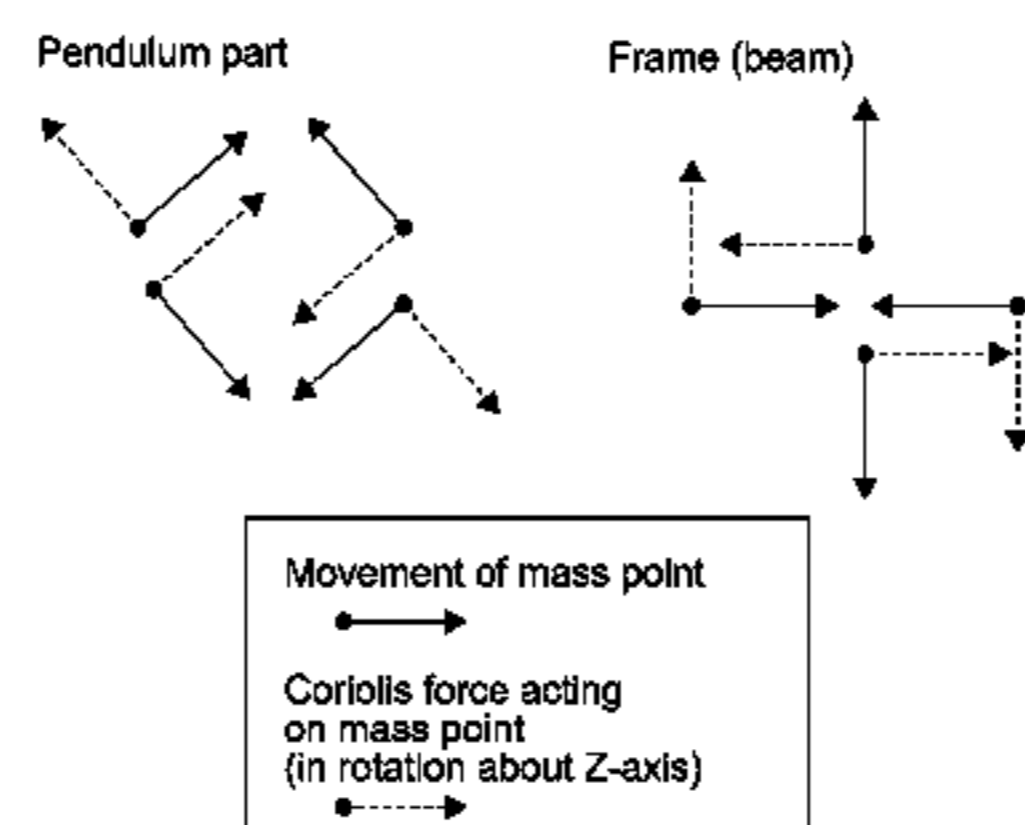 Pendulum part
Frame (beam)
Movement of mass point
Coriolis force acting
on mass point
(in rotation about Z-axis)